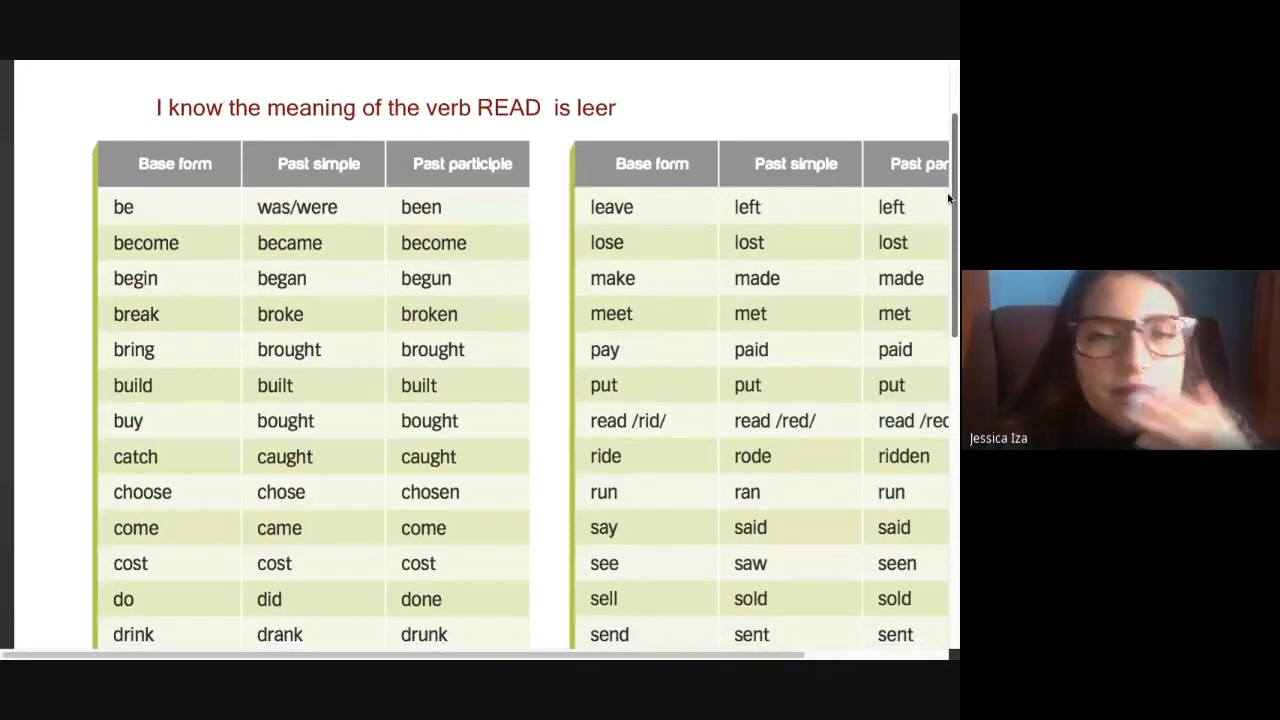 I know the meaning of the verb READ is leer
Base form Past simple Past participle
be was/were been
become became become
begin began begun
break broke broken
bring brought brought
build built built
buy bought bought
catch caught caught
choose chose chosen
come came come
cost cost cost
do did done
drink drank drunk
Base form Past simple Past par
leave left left
lose lost lost
make made made
meet met met
pay paid paid
put put put
read /rid/ read /red/ read /red
ride rode ridden
run ran run
say said said
see saw seen
sell sold sold
send sent sent
Jessica Iza